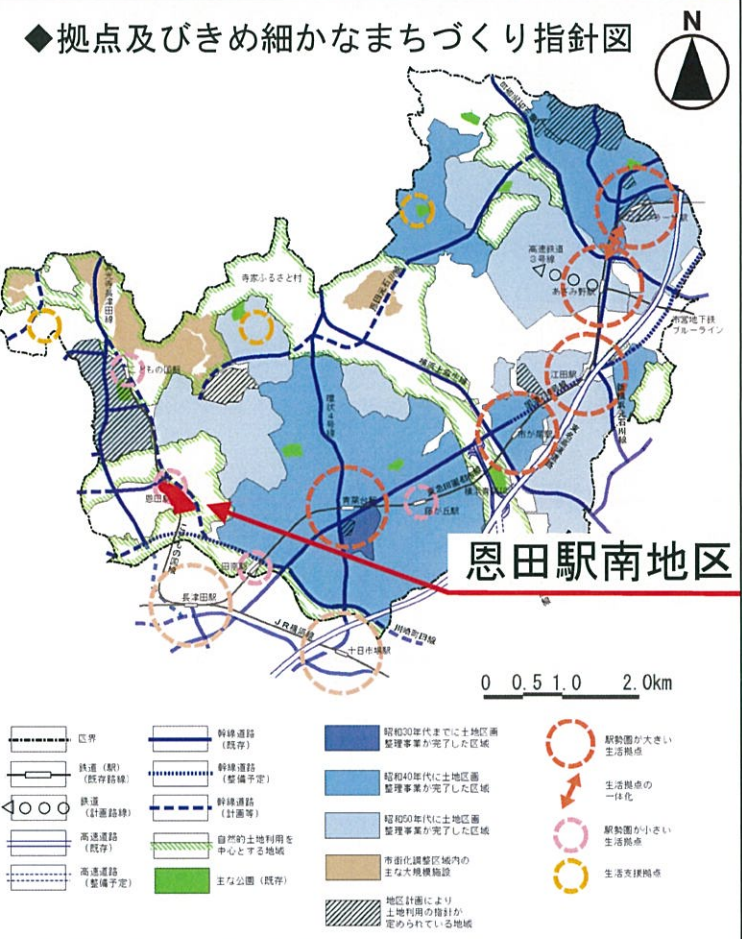 ◆拠点及びきめ細かなまちづくり指針図
N
寺家ふるさと村
高速鉄道
3号線
あざみ野駅
市営地下鉄
ブルーライン
江田駅
市が尾駅
環状4号線
こどもの国駅
恩田駅
青葉台駅
藤が丘駅
田奈駅
長津田駅
JR横浜線
十日市場駅
川崎町田線
恩田駅南地区
0 0.5 1.0 2.0km
区界
鉄道(駅)
(既存路線)
鉄道
(計画路線)
高速道路
(既存)
高速道路
(整備予定)
幹線道路
(既存)
幹線道路
(整備予定)
幹線道路
(計画等)
自然的土地利用を
中心とする地域
主な公園(既存)
昭和30年代までに土地区画
整理事業が完了した区域
昭和40年代に土地区画
整理事業が完了した区域
昭和50年代に土地区画
整理事業が完了した区域
市街化調整区域内の
主な大規模施設
地区計画により
土地利用の指針が
定められている地域
駅勢圏が大きい
生活拠点
生活拠点の
一体化
駅勢圏が小さい
生活拠点
生活支援拠点